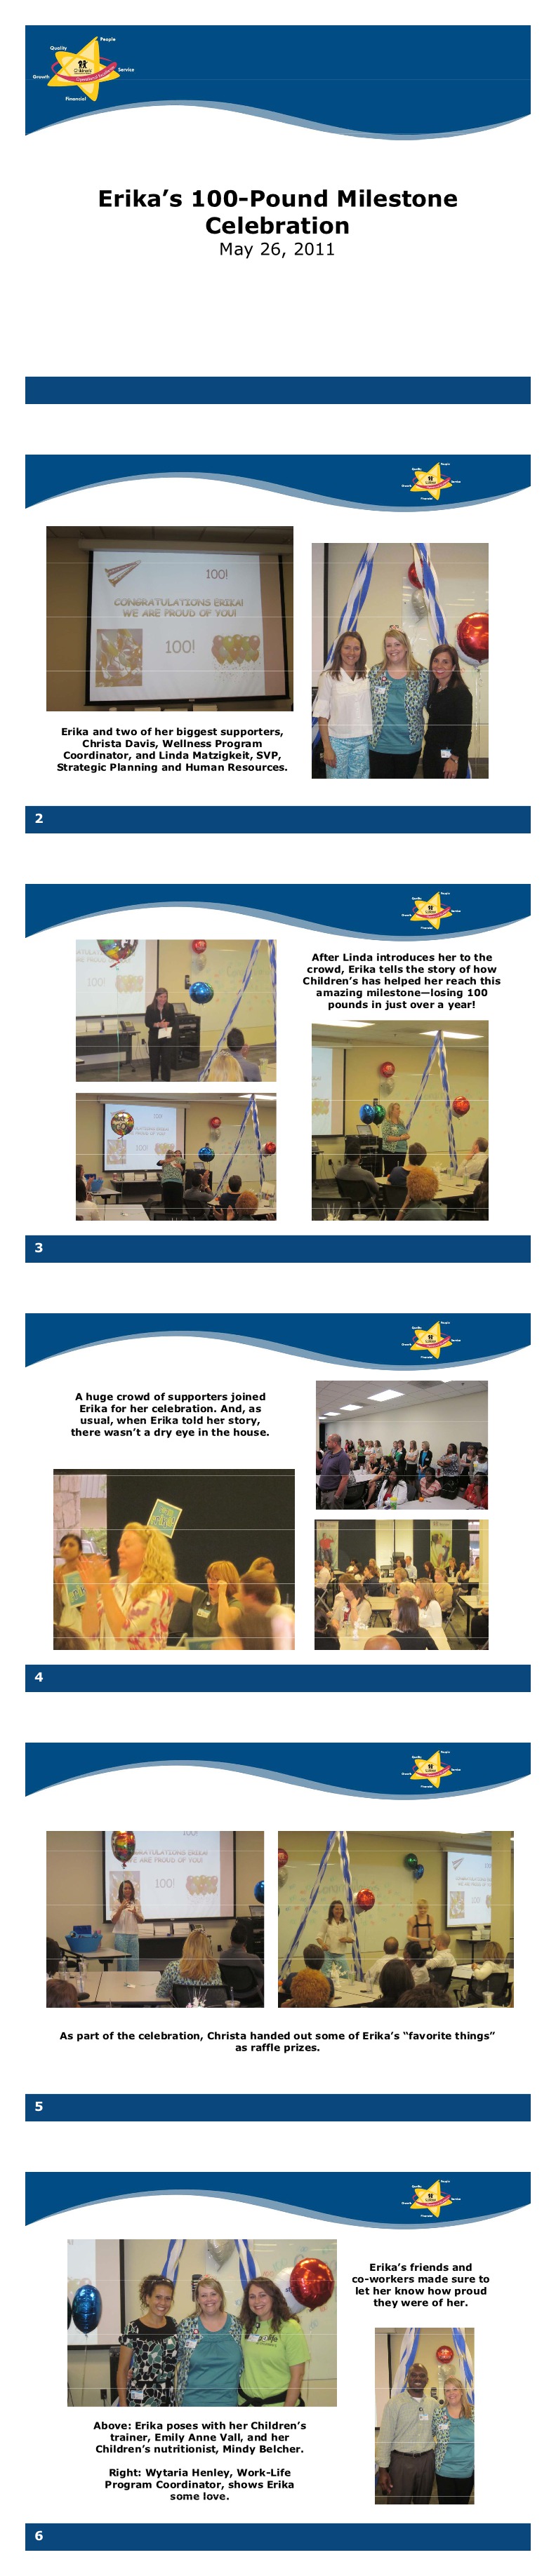 People
Quality
Children's
Growth
Service
Financial
Erika’s 100-Pound Milestone
Celebration
May 26, 2011
100!
CONGRATULATIONS ERIKA!
WE ARE PROUD OF YOU!
100!
Erika and two of her biggest supporters,
Christa Davis, Wellness Program
Coordinator, and Linda Matzigkeit, SVP,
Strategic Planning and Human Resources.
2
After Linda introduces her to the
crowd, Erika tells the story of how
Children’s has helped her reach this
amazing milestone—losing 100
pounds in just over a year!
3
A huge crowd of supporters joined
Erika for her celebration. And, as
usual, when Erika told her story,
there wasn’t a dry eye in the house.
4
CONGRATULATIONS ERIKA!
WE ARE PROUD OF YOU!
100!
As part of the celebration, Christa handed out some of Erika’s “favorite things”
as raffle prizes.
5
Erika’s friends and
co-workers made sure to
let her know how proud
they were of her.
Above: Erika poses with her Children’s
trainer, Emily Anne Vall, and her
Children’s nutritionist, Mindy Belcher.
Right: Wytaria Henley, Work-Life
Program Coordinator, shows Erika
some love.
6